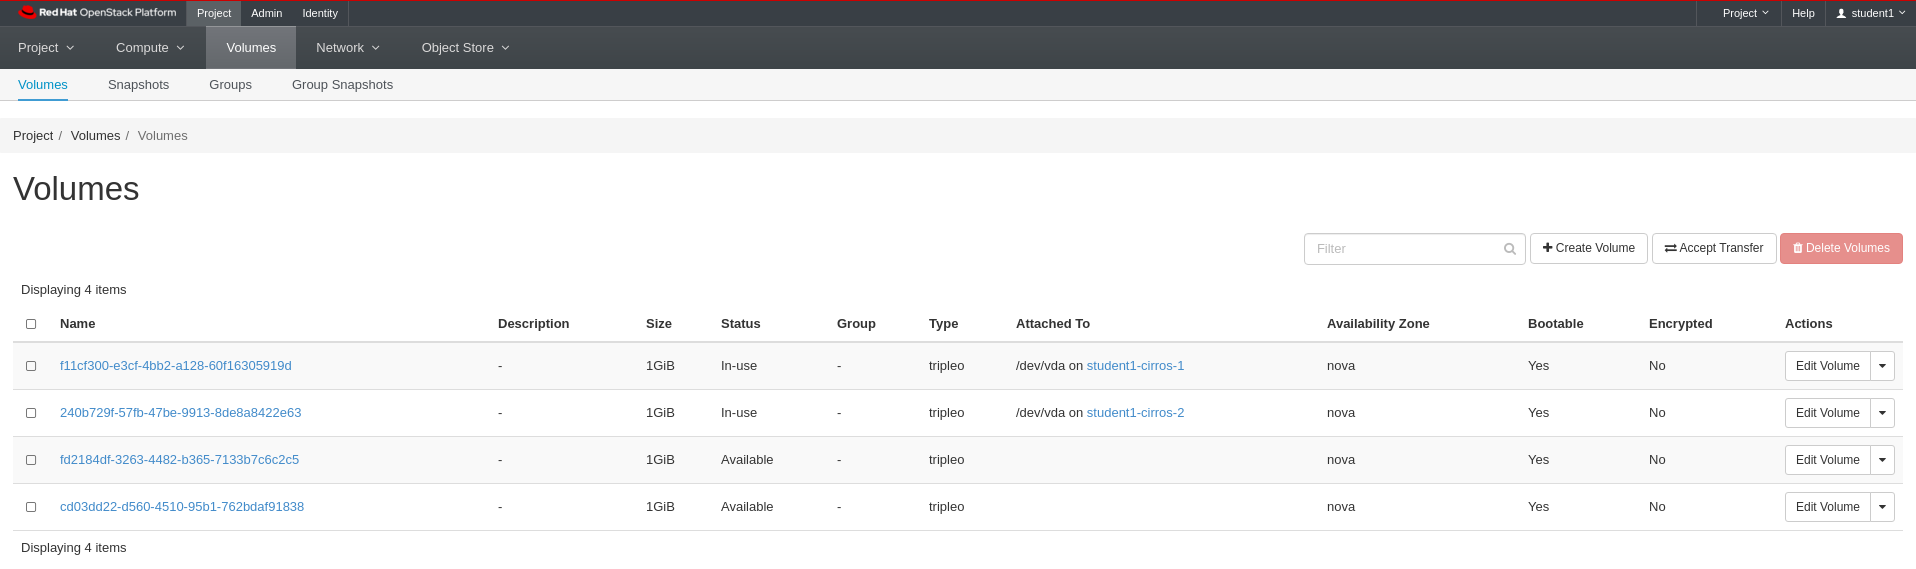 Red Hat OpenStack Platform Project Admin Identity Project Help student1
Project Compute Volumes Network Object Store
Volumes Snapshots Groups Group Snapshots
Project / Volumes / Volumes
Volumes
Filter Create Volume Accept Transfer Delete Volumes
Displaying 4 items
Name Description Size Status Group Type Attached To Availability Zone Bootable Encrypted Actions
f11cf300-e3cf-4bb2-a128-60f16305919d - 1GiB In-use - tripleo /dev/vda on student1-cirros-1 nova Yes No Edit Volume
240b729f-57fb-47be-9913-8de8a8422e63 - 1GiB In-use - tripleo /dev/vda on student1-cirros-2 nova Yes No Edit Volume
fd2184df-3263-4482-b365-7133b7c6c2c5 - 1GiB Available - tripleo nova Yes No Edit Volume
cd03dd22-d560-4510-95b1-762bdaf91838 - 1GiB Available - tripleo nova Yes No Edit Volume
Displaying 4 items